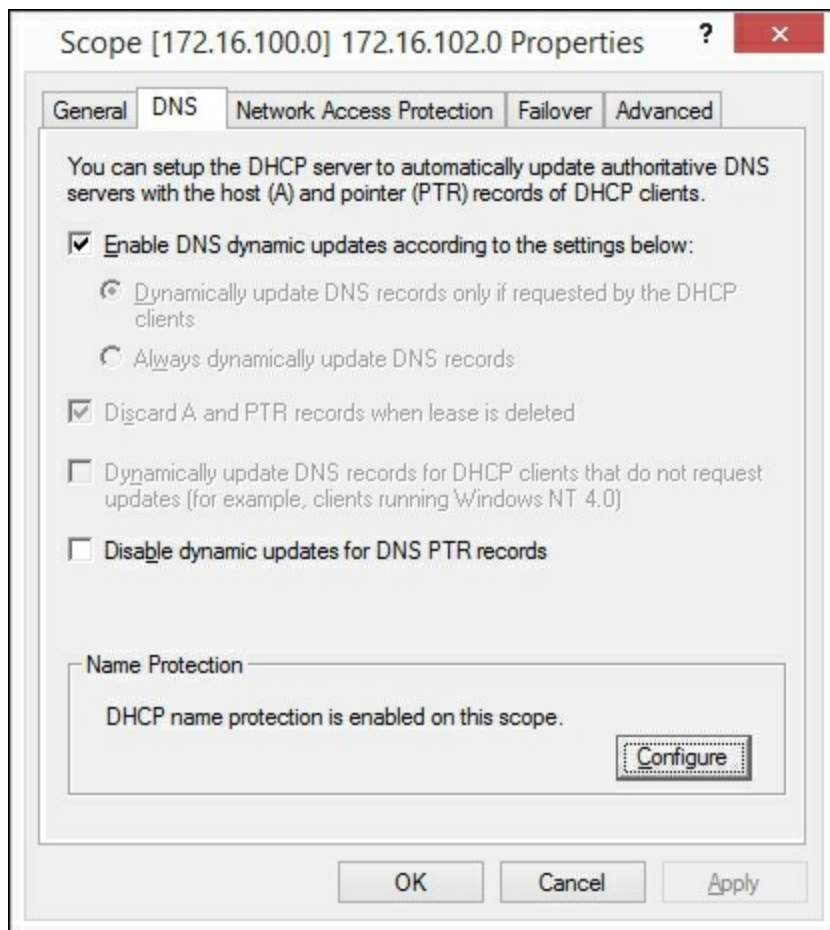 Scope [172.16.100.0] 172.16.102.0 Properties
?
×
General
DNS
Network Access Protection
Failover
Advanced
You can setup the DHCP server to automatically update authoritative DNS
servers with the host (A) and pointer (PTR) records of DHCP clients.
Enable DNS dynamic updates according to the settings below:
Dynamically update DNS records only if requested by the DHCP
clients
Always dynamically update DNS records
Discard A and PTR records when lease is deleted
Dynamically update DNS records for DHCP clients that do not request
updates (for example, clients running Windows NT 4.0)
Disable dynamic updates for DNS PTR records
Name Protection
DHCP name protection is enabled on this scope.
Configure
OK
Cancel
Apply